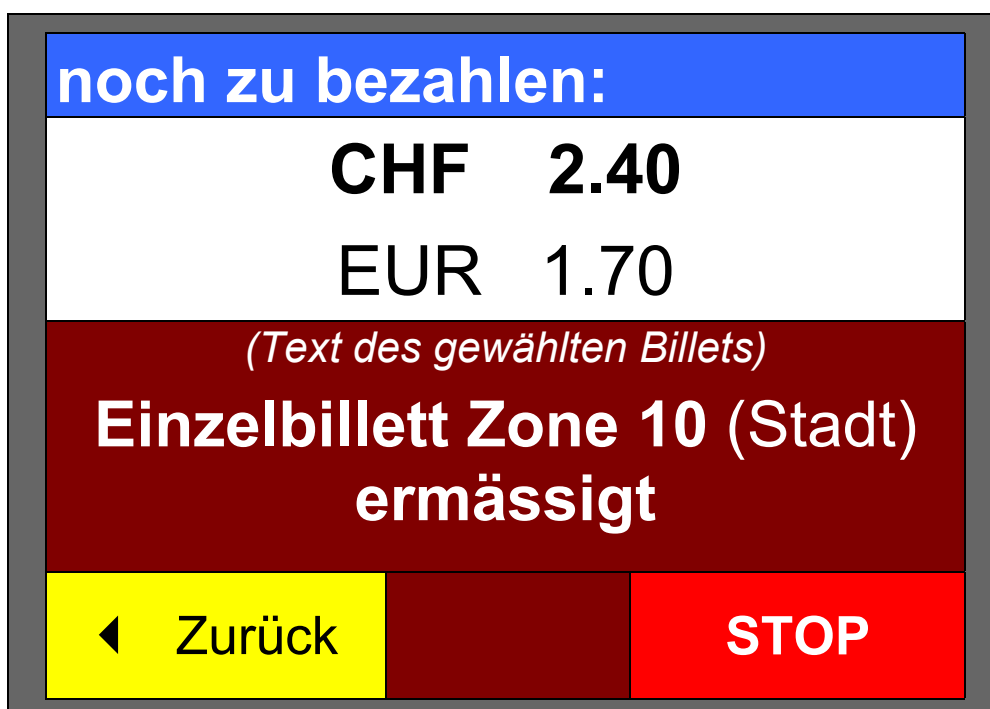 noch zu bezahlen:
CHF 2.40
EUR 1.70
(Text des gewählten Billets)
Einzelbillett Zone 10 (Stadt)
ermässigt
Zurück STOP